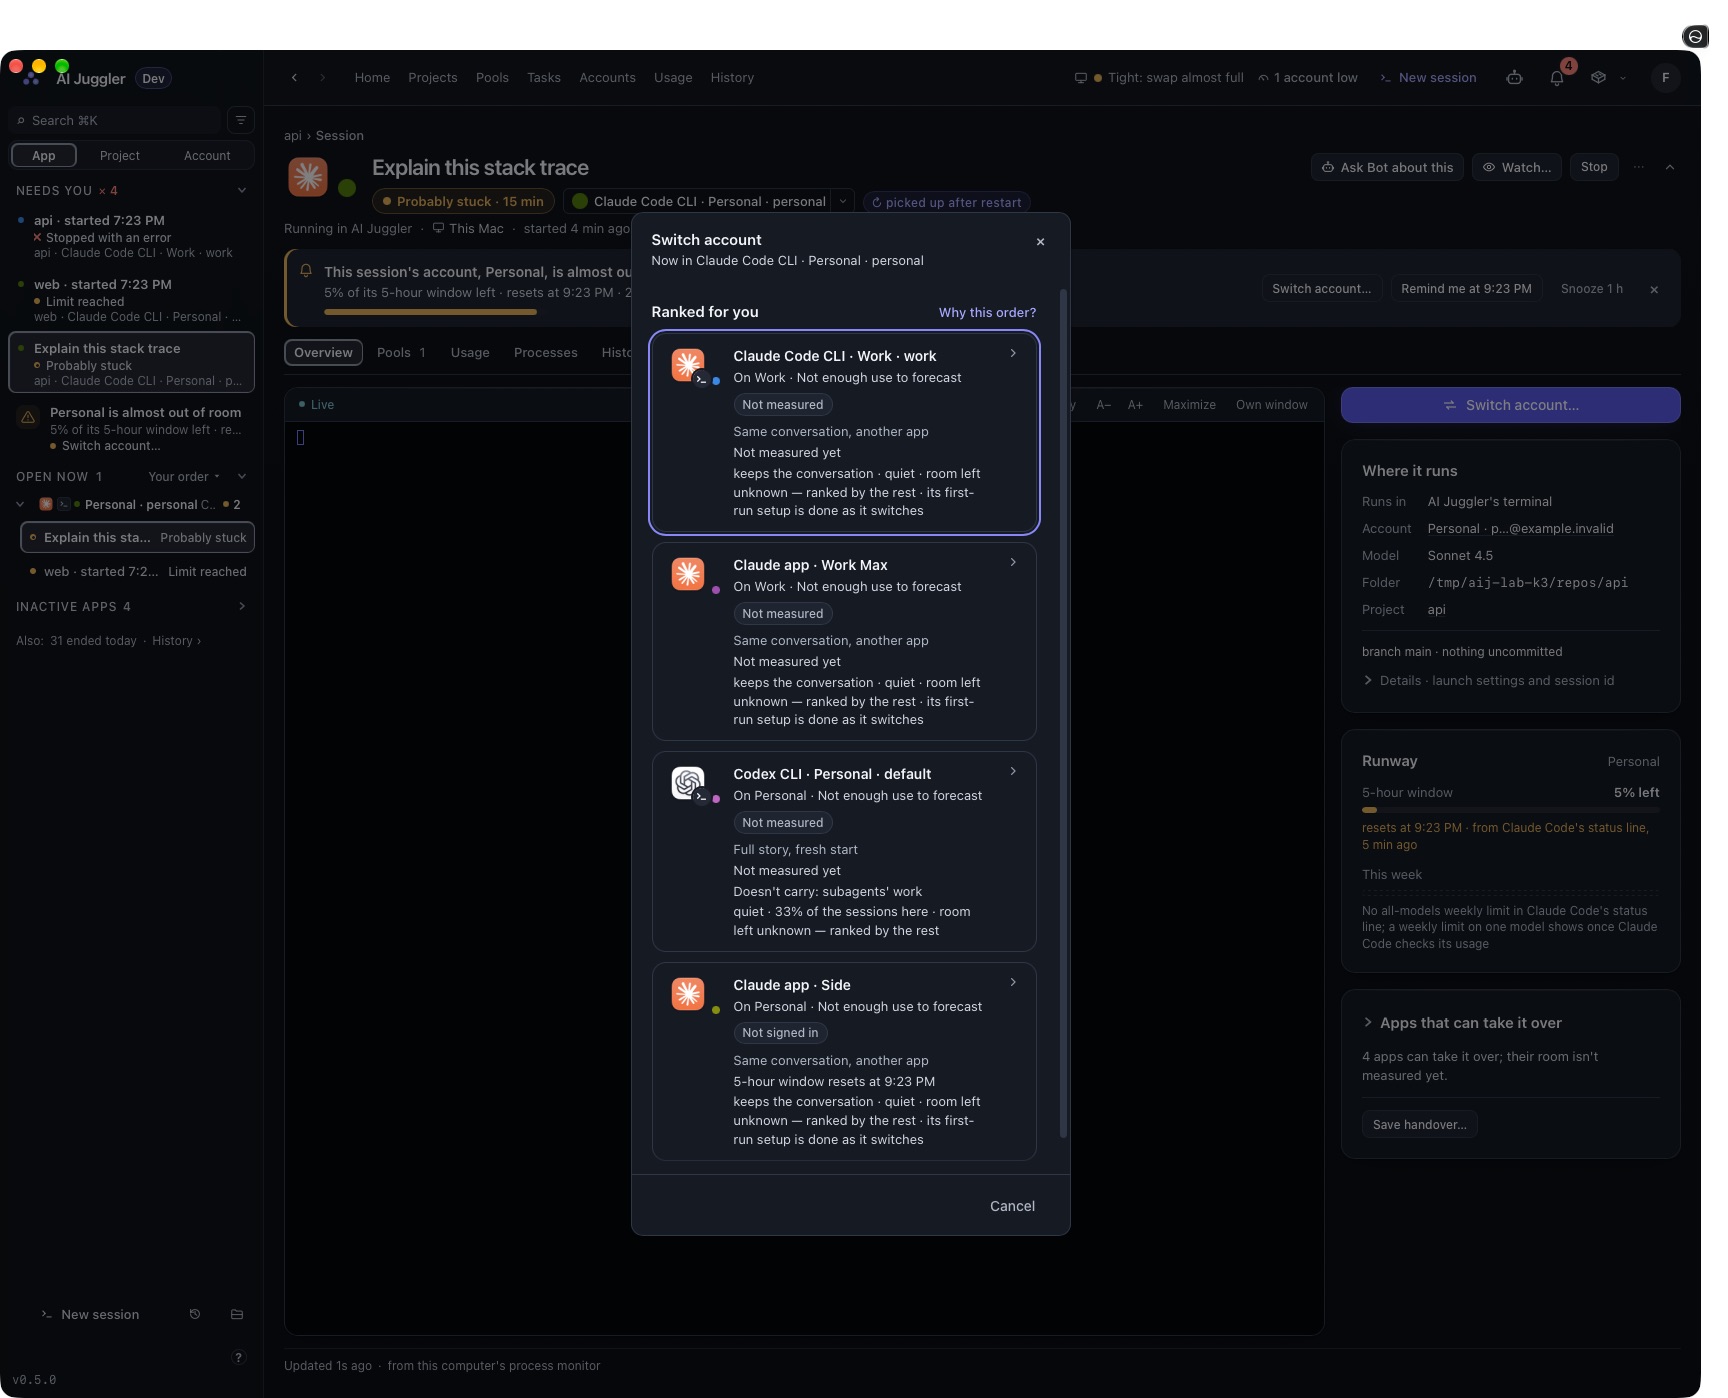 AI Juggler Dev
Search ⌘K
App Project Account
NEEDS YOU × 4
api · started 7:23 PM
Stopped with an error
api · Claude Code CLI · Work · work
web · started 7:23 PM
Limit reached
web · Claude Code CLI · Personal · ...
Explain this stack trace
Probably stuck
api · Claude Code CLI · Personal · p...
Personal is almost out of room
5% of its 5-hour window left · re...
Switch account...
OPEN NOW 1 Your order
Personal · personal C.. 2
Explain this sta... Probably stuck
web · started 7:2... Limit reached
INACTIVE APPS 4
Also: 31 ended today · History ›
New session
?
v0.5.0
Home Projects Pools Tasks Accounts Usage History
Tight: swap almost full 1 account low New session 4 F
api › Session
Explain this stack trace
Ask Bot about this Watch... Stop ...
Probably stuck · 15 min Claude Code CLI · Personal · personal picked up after restart
Running in AI Juggler · This Mac · started 4 min ago
This session's account, Personal, is almost ou
5% of its 5-hour window left · resets at 9:23 PM · 2
Switch account... Remind me at 9:23 PM Snooze 1 h ×
Overview Pools 1 Usage Processes Histo
Live
y A− A+ Maximize Own window
Switch account
×
Now in Claude Code CLI · Personal · personal
Ranked for you Why this order?
Claude Code CLI · Work · work
On Work · Not enough use to forecast
Not measured
Same conversation, another app
Not measured yet
keeps the conversation · quiet · room left
unknown — ranked by the rest · its first-
run setup is done as it switches
Claude app · Work Max
On Work · Not enough use to forecast
Not measured
Same conversation, another app
Not measured yet
keeps the conversation · quiet · room left
unknown — ranked by the rest · its first-
run setup is done as it switches
Codex CLI · Personal · default
On Personal · Not enough use to forecast
Not measured
Full story, fresh start
Not measured yet
Doesn't carry: subagents' work
quiet · 33% of the sessions here · room
left unknown — ranked by the rest
Claude app · Side
On Personal · Not enough use to forecast
Not signed in
Same conversation, another app
5-hour window resets at 9:23 PM
keeps the conversation · quiet · room left
unknown — ranked by the rest · its first-
run setup is done as it switches
Cancel
Switch account...
Where it runs
Runs in AI Juggler's terminal
Account Personal · p...@example.invalid
Model Sonnet 4.5
Folder /tmp/aij-lab-k3/repos/api
Project api
branch main · nothing uncommitted
Details · launch settings and session id
Runway Personal
5-hour window 5% left
resets at 9:23 PM · from Claude Code's status line,
5 min ago
This week
No all-models weekly limit in Claude Code's status
line; a weekly limit on one model shows once Claude
Code checks its usage
Apps that can take it over
4 apps can take it over; their room isn't
measured yet.
Save handover...
Updated 1s ago · from this computer's process monitor